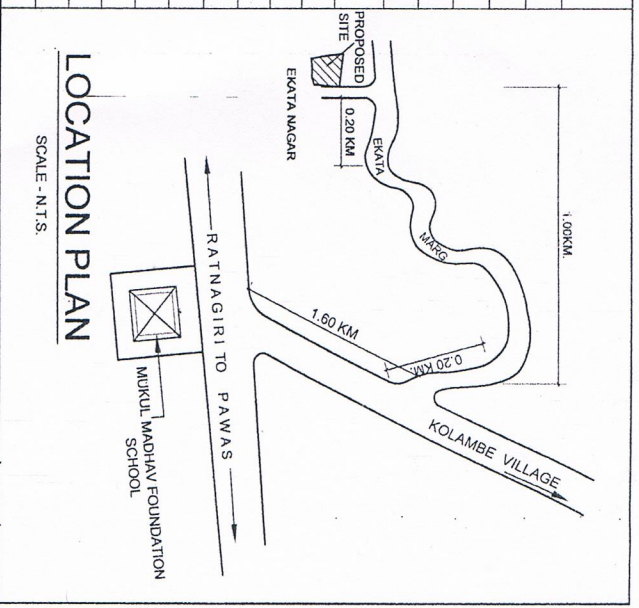 PROPOSED
SITE
EKATA NAGAR
0.20 KM
EKATA
MARG
1.00KM.
1.60 KM
0.20 KM.
KOLAMBE VILLAGE
RATNAGIRI TO PAWAS
MUKUL MADHAV FOUNDATION
SCHOOL
LOCATION PLAN
SCALE - N.T.S.